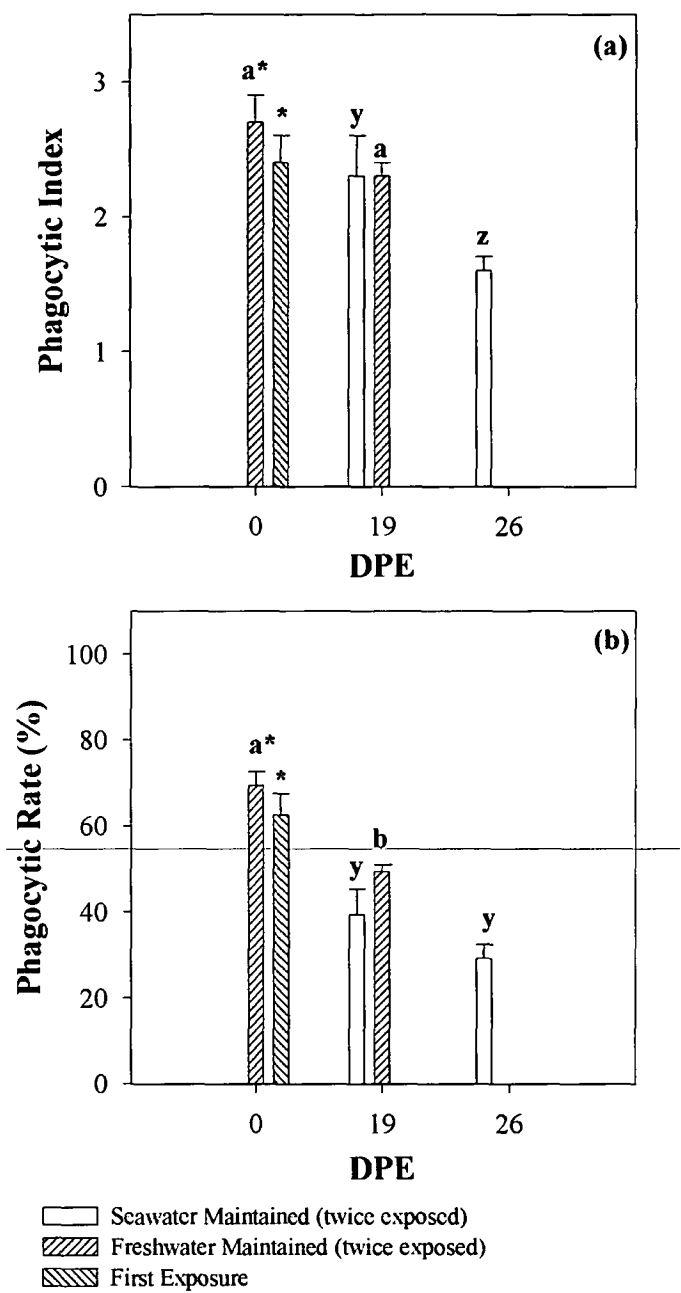 (a)
3
2
1
0
Phagocytic Index
a* * y a z
0 19 26
DPE
(b)
100
80
60
40
20
0
Phagocytic Rate (%)
a* * y b y
0 19 26
DPE
Seawater Maintained (twice exposed)
Freshwater Maintained (twice exposed)
First Exposure